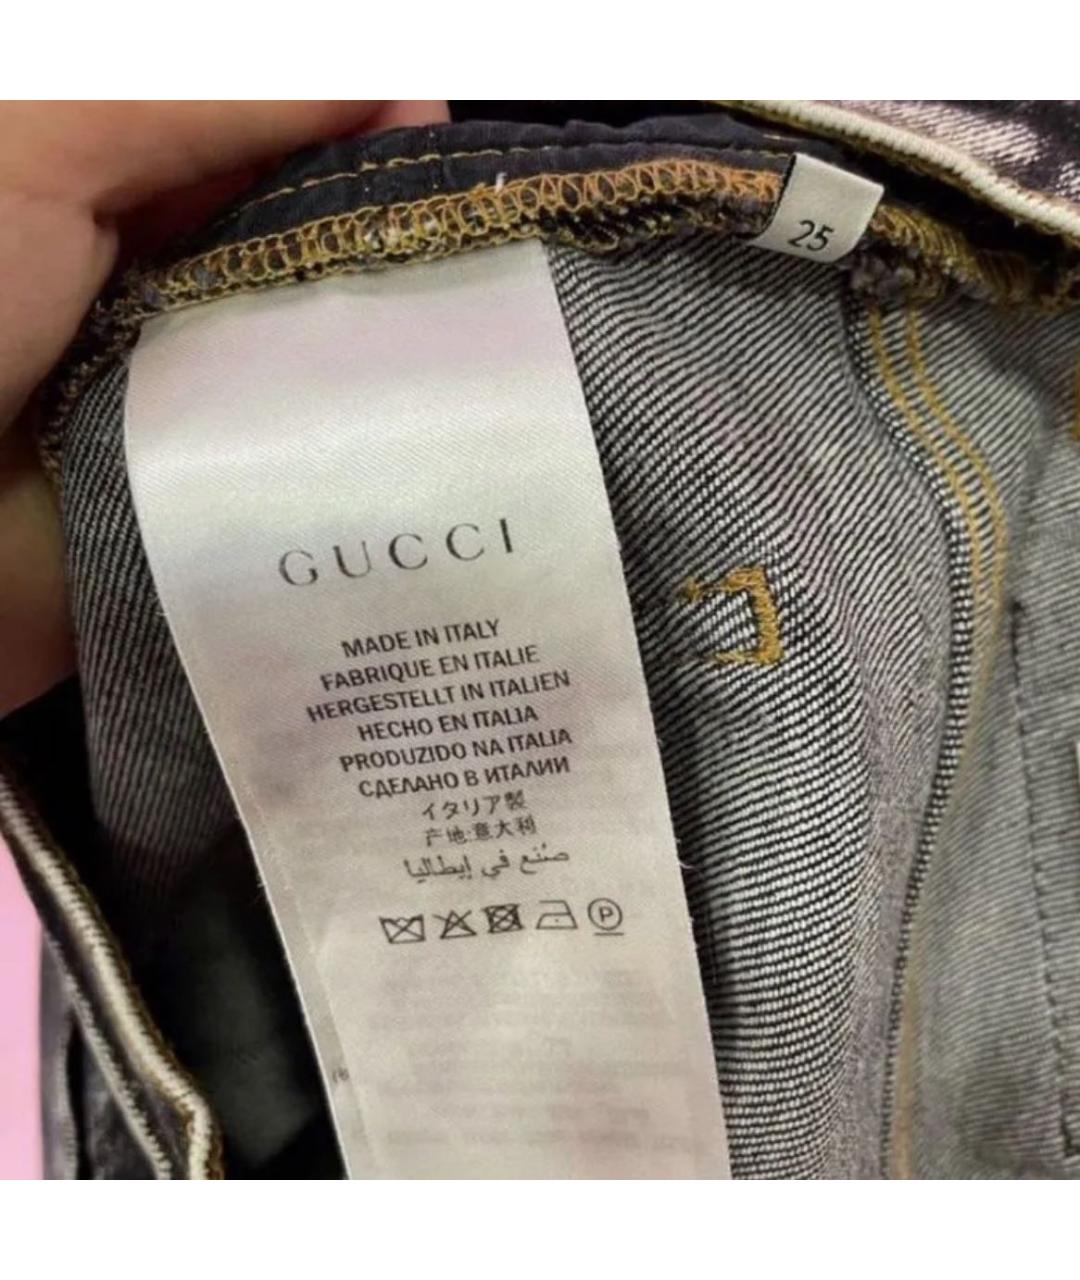 25
GUCCI
MADE IN ITALY
FABRIQUE EN ITALIE
HERGESTELLT IN ITALIEN
HECHO EN ITALIA
PRODUZIDO NA ITALIA
СДЕЛАНО В ИТАЛИИ
イタリア製
产地:意大利
صُنع في إيطاليا
P